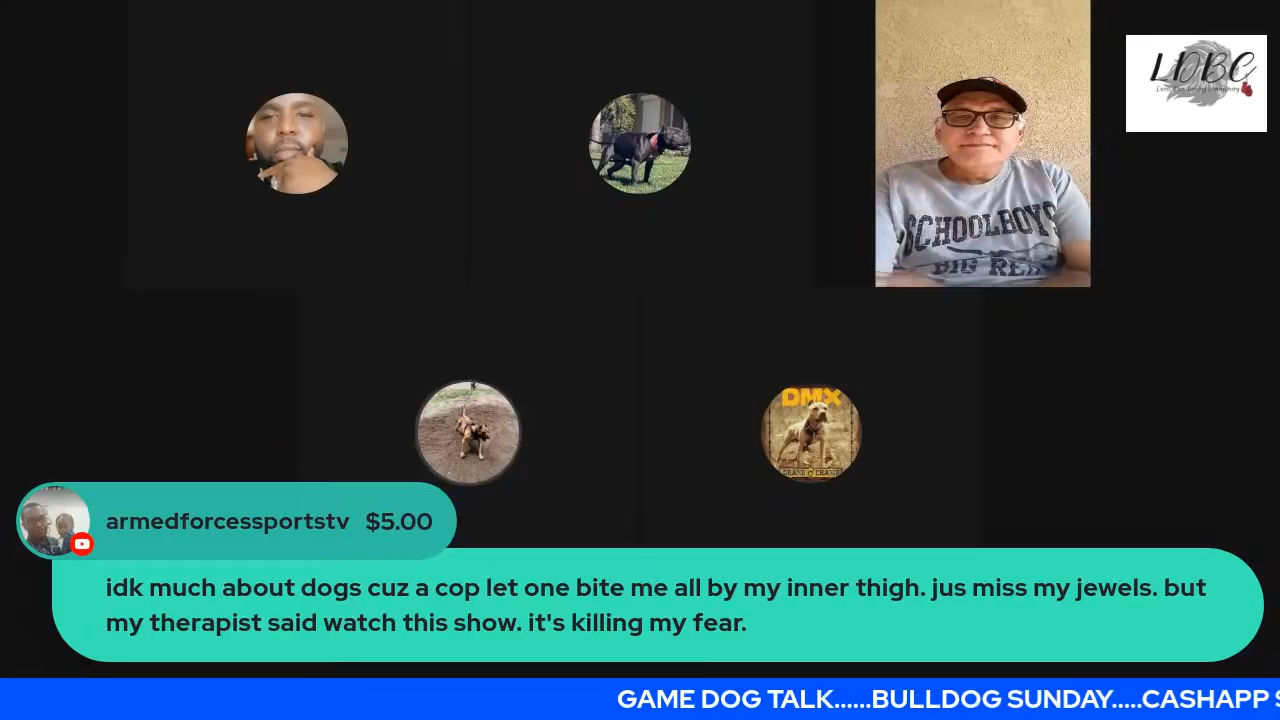 LDBC
SCHOOLBOYS
BIG RED
DMX
GRAND CHAMP
armedforcessportstv $5.00
idk much about dogs cuz a cop let one bite me all by my inner thigh. jus miss my jewels. but
my therapist said watch this show. it's killing my fear.
GAME DOG TALK......BULLDOG SUNDAY.....CASHAPP